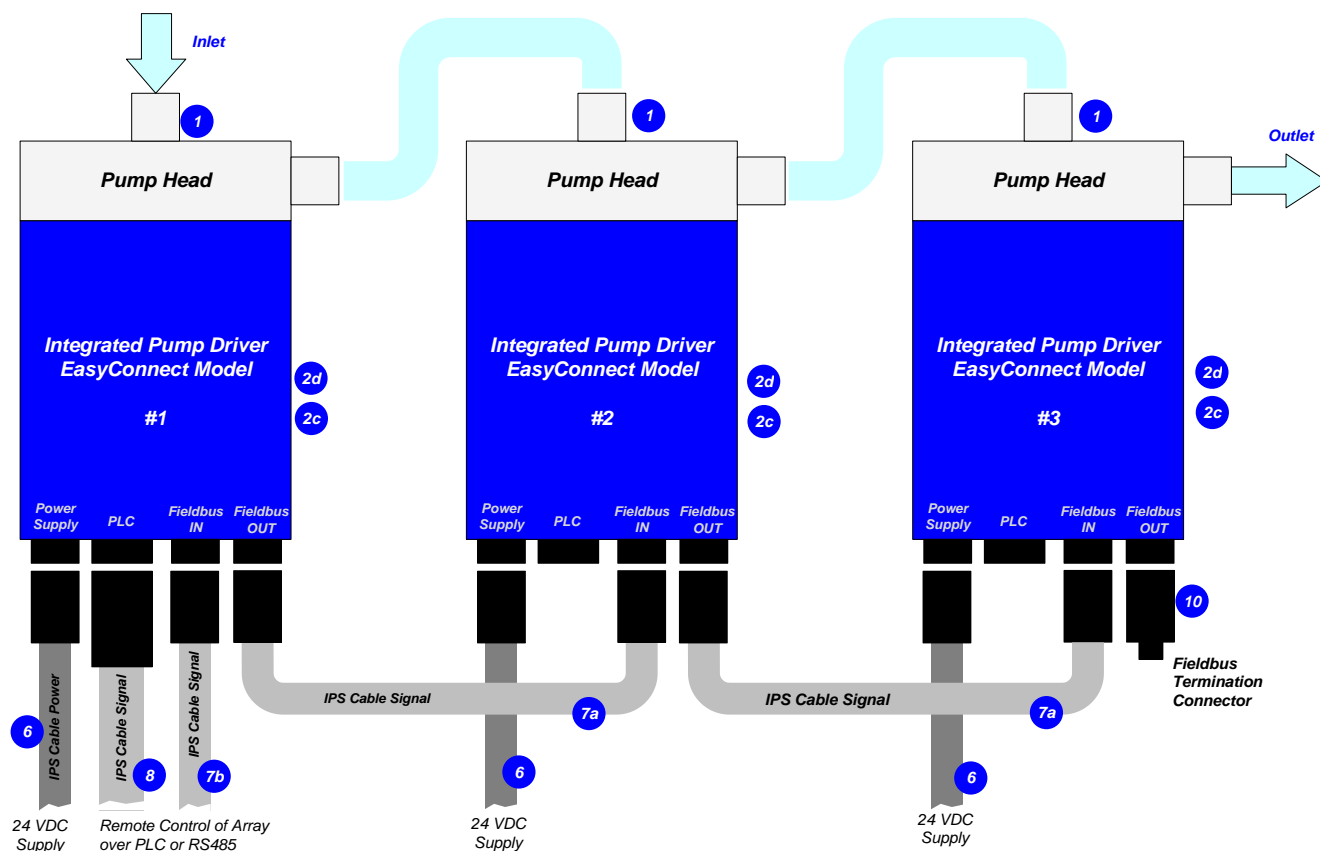 Inlet
1
1
1
Outlet
Pump Head
Pump Head
Pump Head
Integrated Pump Driver
EasyConnect Model
#1
2d
2c
Integrated Pump Driver
EasyConnect Model
#2
2d
2c
Integrated Pump Driver
EasyConnect Model
#3
2d
2c
Power
Supply
PLC
Fieldbus
IN
Fieldbus
OUT
Power
Supply
PLC
Fieldbus
IN
Fieldbus
OUT
Power
Supply
PLC
Fieldbus
IN
Fieldbus
OUT
10
Fieldbus
Termination
Connector
IPS Cable Power
IPS Cable Signal
IPS Cable Signal
IPS Cable Signal
IPS Cable Signal
7a
7a
6
8
7b
6
6
24 VDC
Supply
Remote Control of Array
over PLC or RS485
24 VDC
Supply
24 VDC
Supply